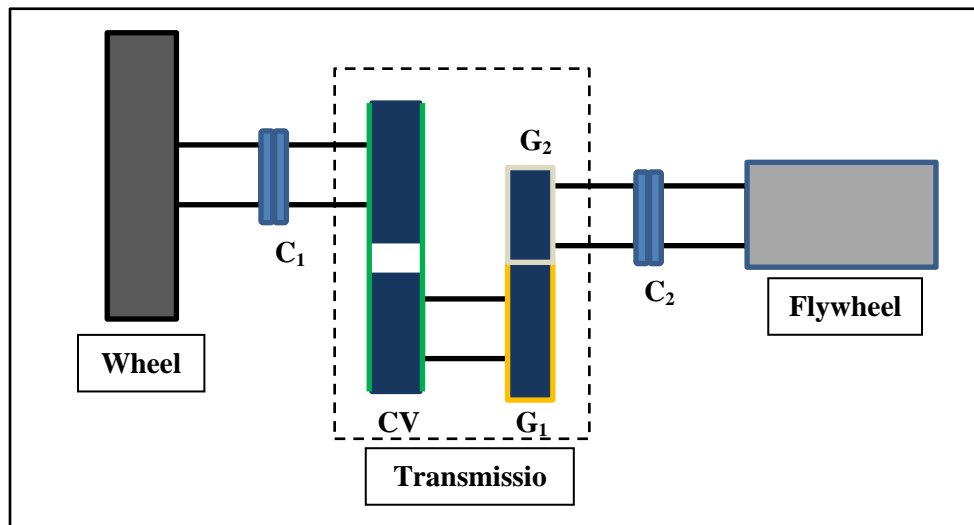 G₂
C₁
C₂
Flywheel
Wheel
CV
G₁
Transmissio